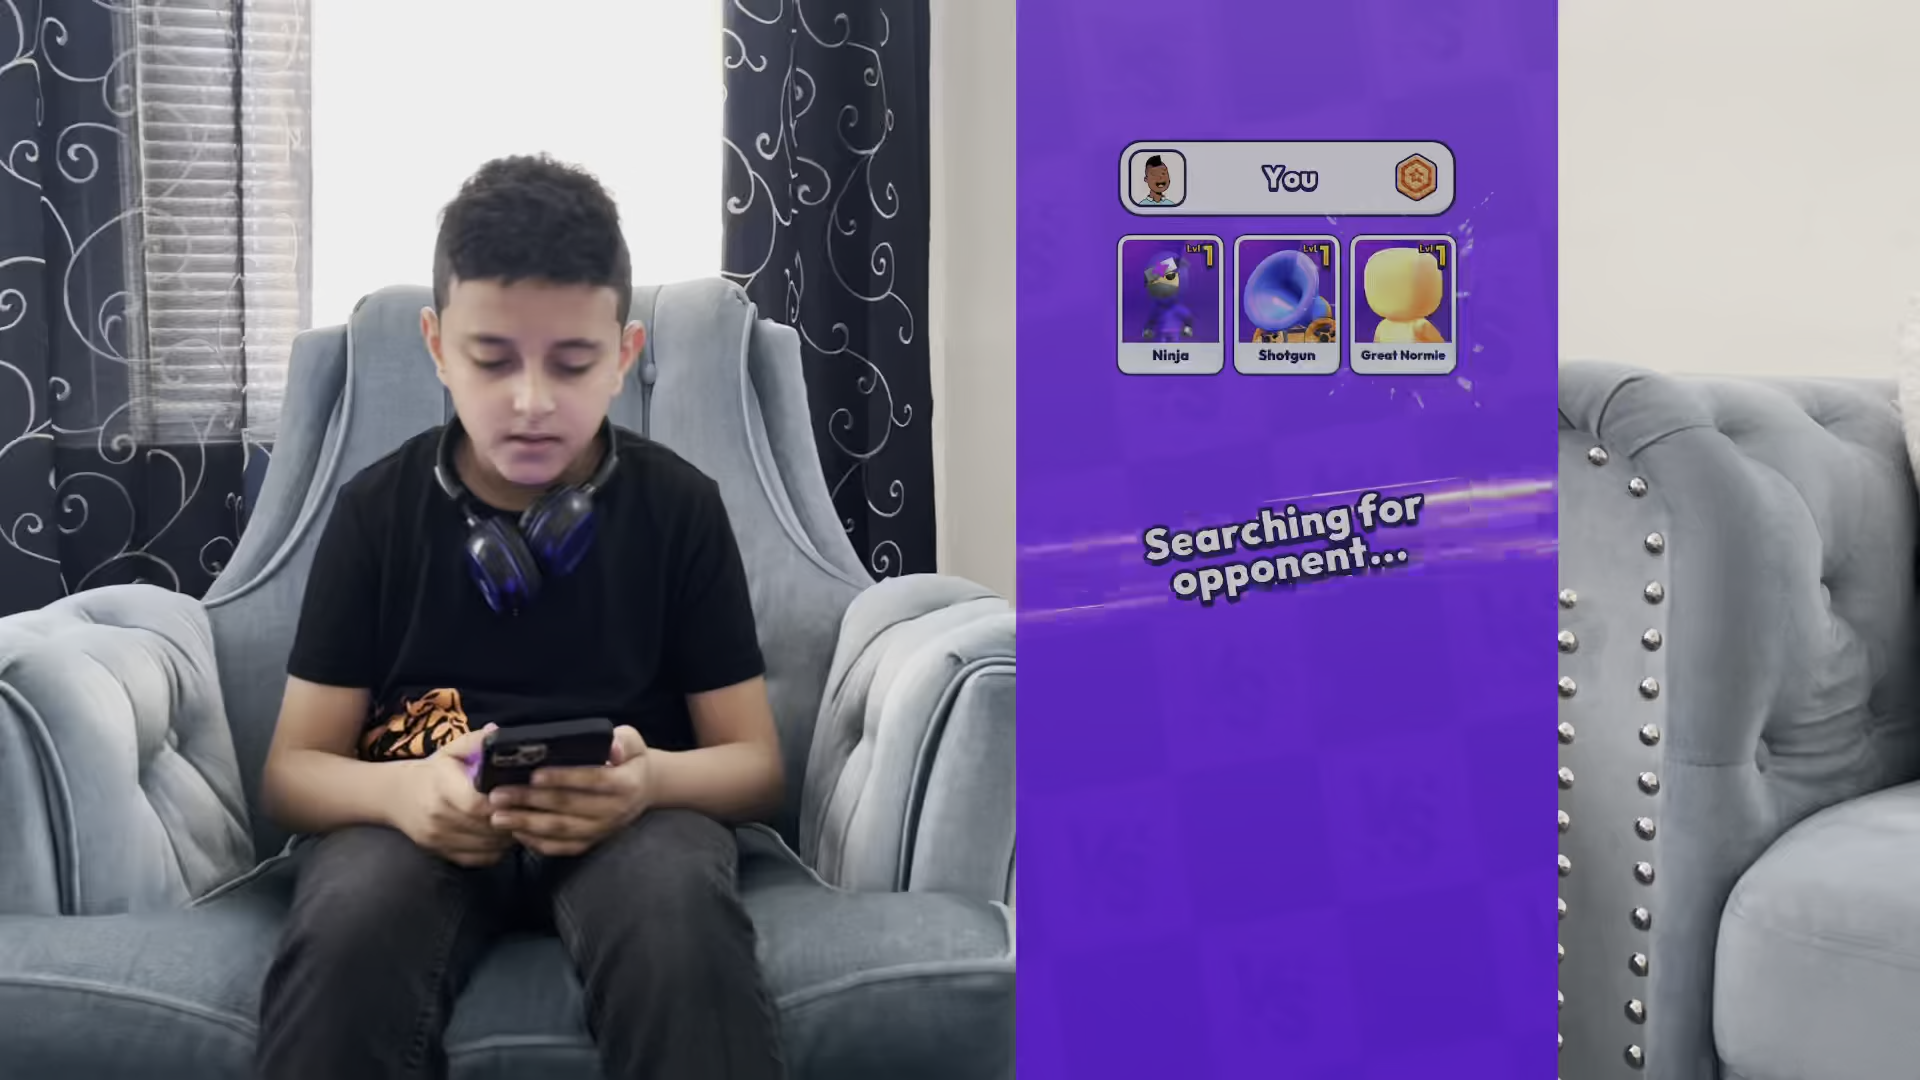 You
Lvl 1
Lvl 1
Lvl 1
Ninja
Shotgun
Great Normie
Searching for
opponent...